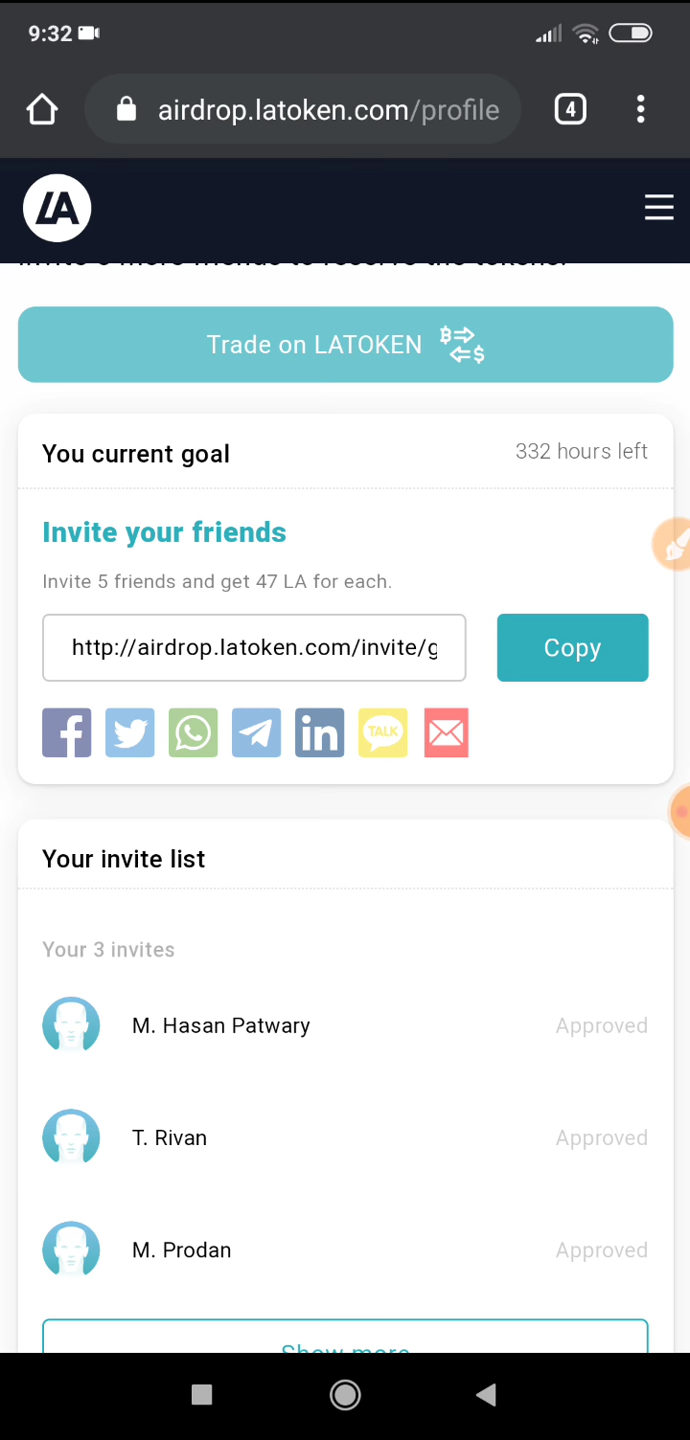 9:32
airdrop.latoken.com/profile
4
LA
Trade on LATOKEN
You current goal
332 hours left
Invite your friends
Invite 5 friends and get 47 LA for each.
http://airdrop.latoken.com/invite/g
Copy
TALK
Your invite list
Your 3 invites
M. Hasan Patwary
Approved
T. Rivan
Approved
M. Prodan
Approved
Show more